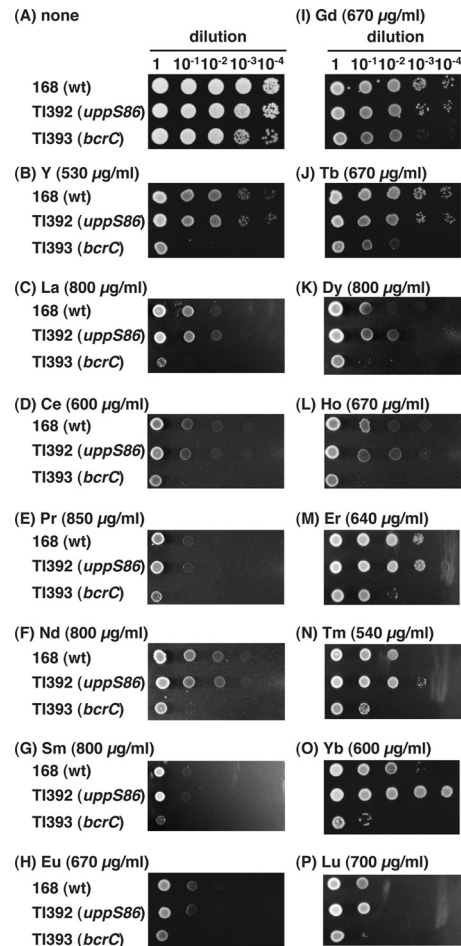 (A) none
dilution
1 10⁻¹ 10⁻² 10⁻³ 10⁻⁴
168 (wt)
TI392 (uppS86)
TI393 (bcrC)
(B) Y (530 µg/ml)
168 (wt)
TI392 (uppS86)
TI393 (bcrC)
(C) La (800 µg/ml)
168 (wt)
TI392 (uppS86)
TI393 (bcrC)
(D) Ce (600 µg/ml)
168 (wt)
TI392 (uppS86)
TI393 (bcrC)
(E) Pr (850 µg/ml)
168 (wt)
TI392 (uppS86)
TI393 (bcrC)
(F) Nd (800 µg/ml)
168 (wt)
TI392 (uppS86)
TI393 (bcrC)
(G) Sm (800 µg/ml)
168 (wt)
TI392 (uppS86)
TI393 (bcrC)
(H) Eu (670 µg/ml)
168 (wt)
TI392 (uppS86)
TI393 (bcrC)
(I) Gd (670 µg/ml)
dilution
1 10⁻¹ 10⁻² 10⁻³ 10⁻⁴
(J) Tb (670 µg/ml)
(K) Dy (800 µg/ml)
(L) Ho (670 µg/ml)
(M) Er (640 µg/ml)
(N) Tm (540 µg/ml)
(O) Yb (600 µg/ml)
(P) Lu (700 µg/ml)